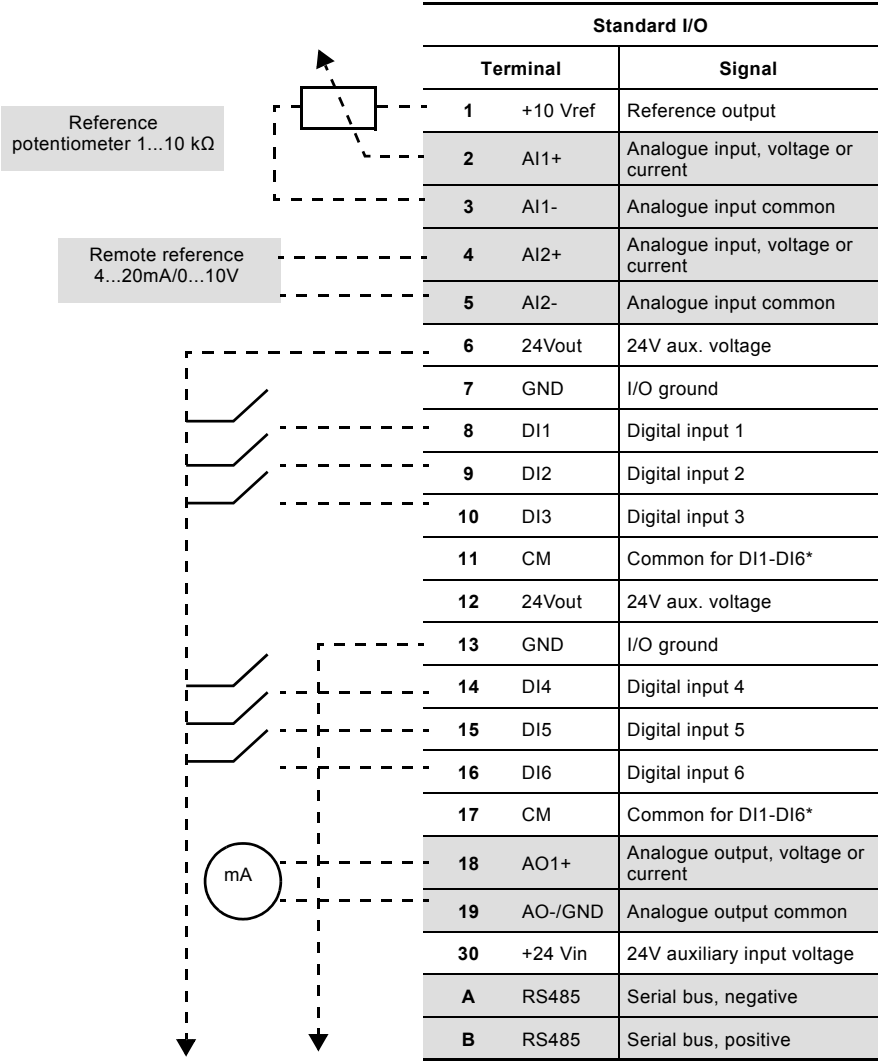 Standard I/O
Terminal Signal
Reference
potentiometer 1...10 kΩ
1 +10 Vref Reference output
2 AI1+ Analogue input, voltage or
current
3 AI1- Analogue input common
Remote reference
4...20mA/0...10V
4 AI2+ Analogue input, voltage or
current
5 AI2- Analogue input common
6 24Vout 24V aux. voltage
7 GND I/O ground
8 DI1 Digital input 1
9 DI2 Digital input 2
10 DI3 Digital input 3
11 CM Common for DI1-DI6*
12 24Vout 24V aux. voltage
13 GND I/O ground
14 DI4 Digital input 4
15 DI5 Digital input 5
16 DI6 Digital input 6
17 CM Common for DI1-DI6*
mA
18 AO1+ Analogue output, voltage or
current
19 AO-/GND Analogue output common
30 +24 Vin 24V auxiliary input voltage
A RS485 Serial bus, negative
B RS485 Serial bus, positive